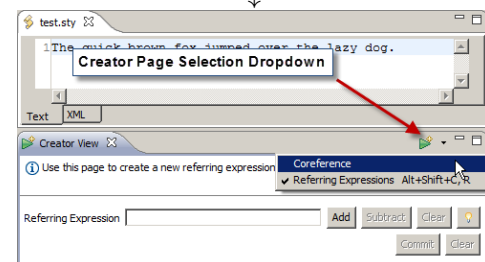 test.sty
1The quick brown fox jumped over the lazy dog.
Creator Page Selection Dropdown
Text XML
Creator View
Use this page to create a new referring expression
Coreference
Referring Expressions Alt+Shift+C, R
Referring Expression Add Subtract Clear
Commit Clear